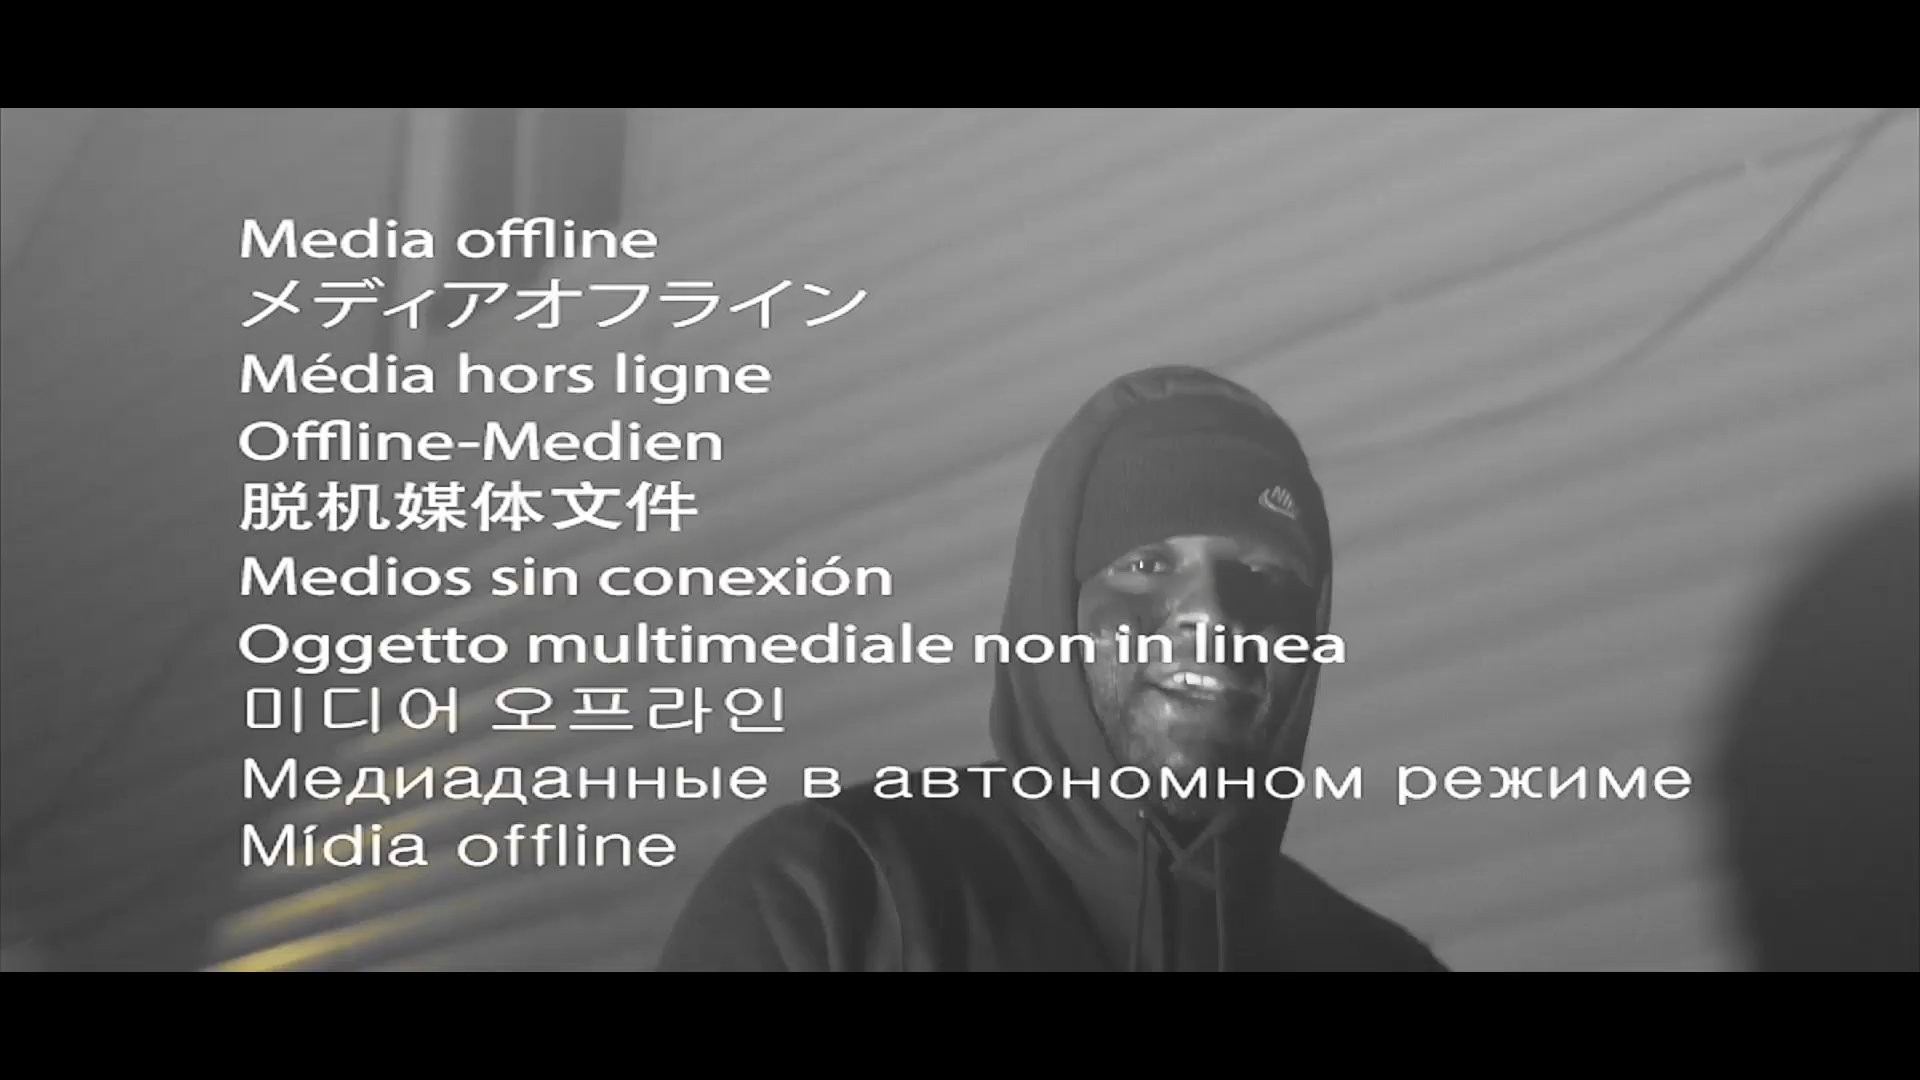 Media offline
メディアオフライン
Média hors ligne
Offline-Medien
脱机媒体文件
Medios sin conexión
Oggetto multimediale non in linea
미디어 오프라인
Медиаданные в автономном режиме
Mídia offline
NIKE